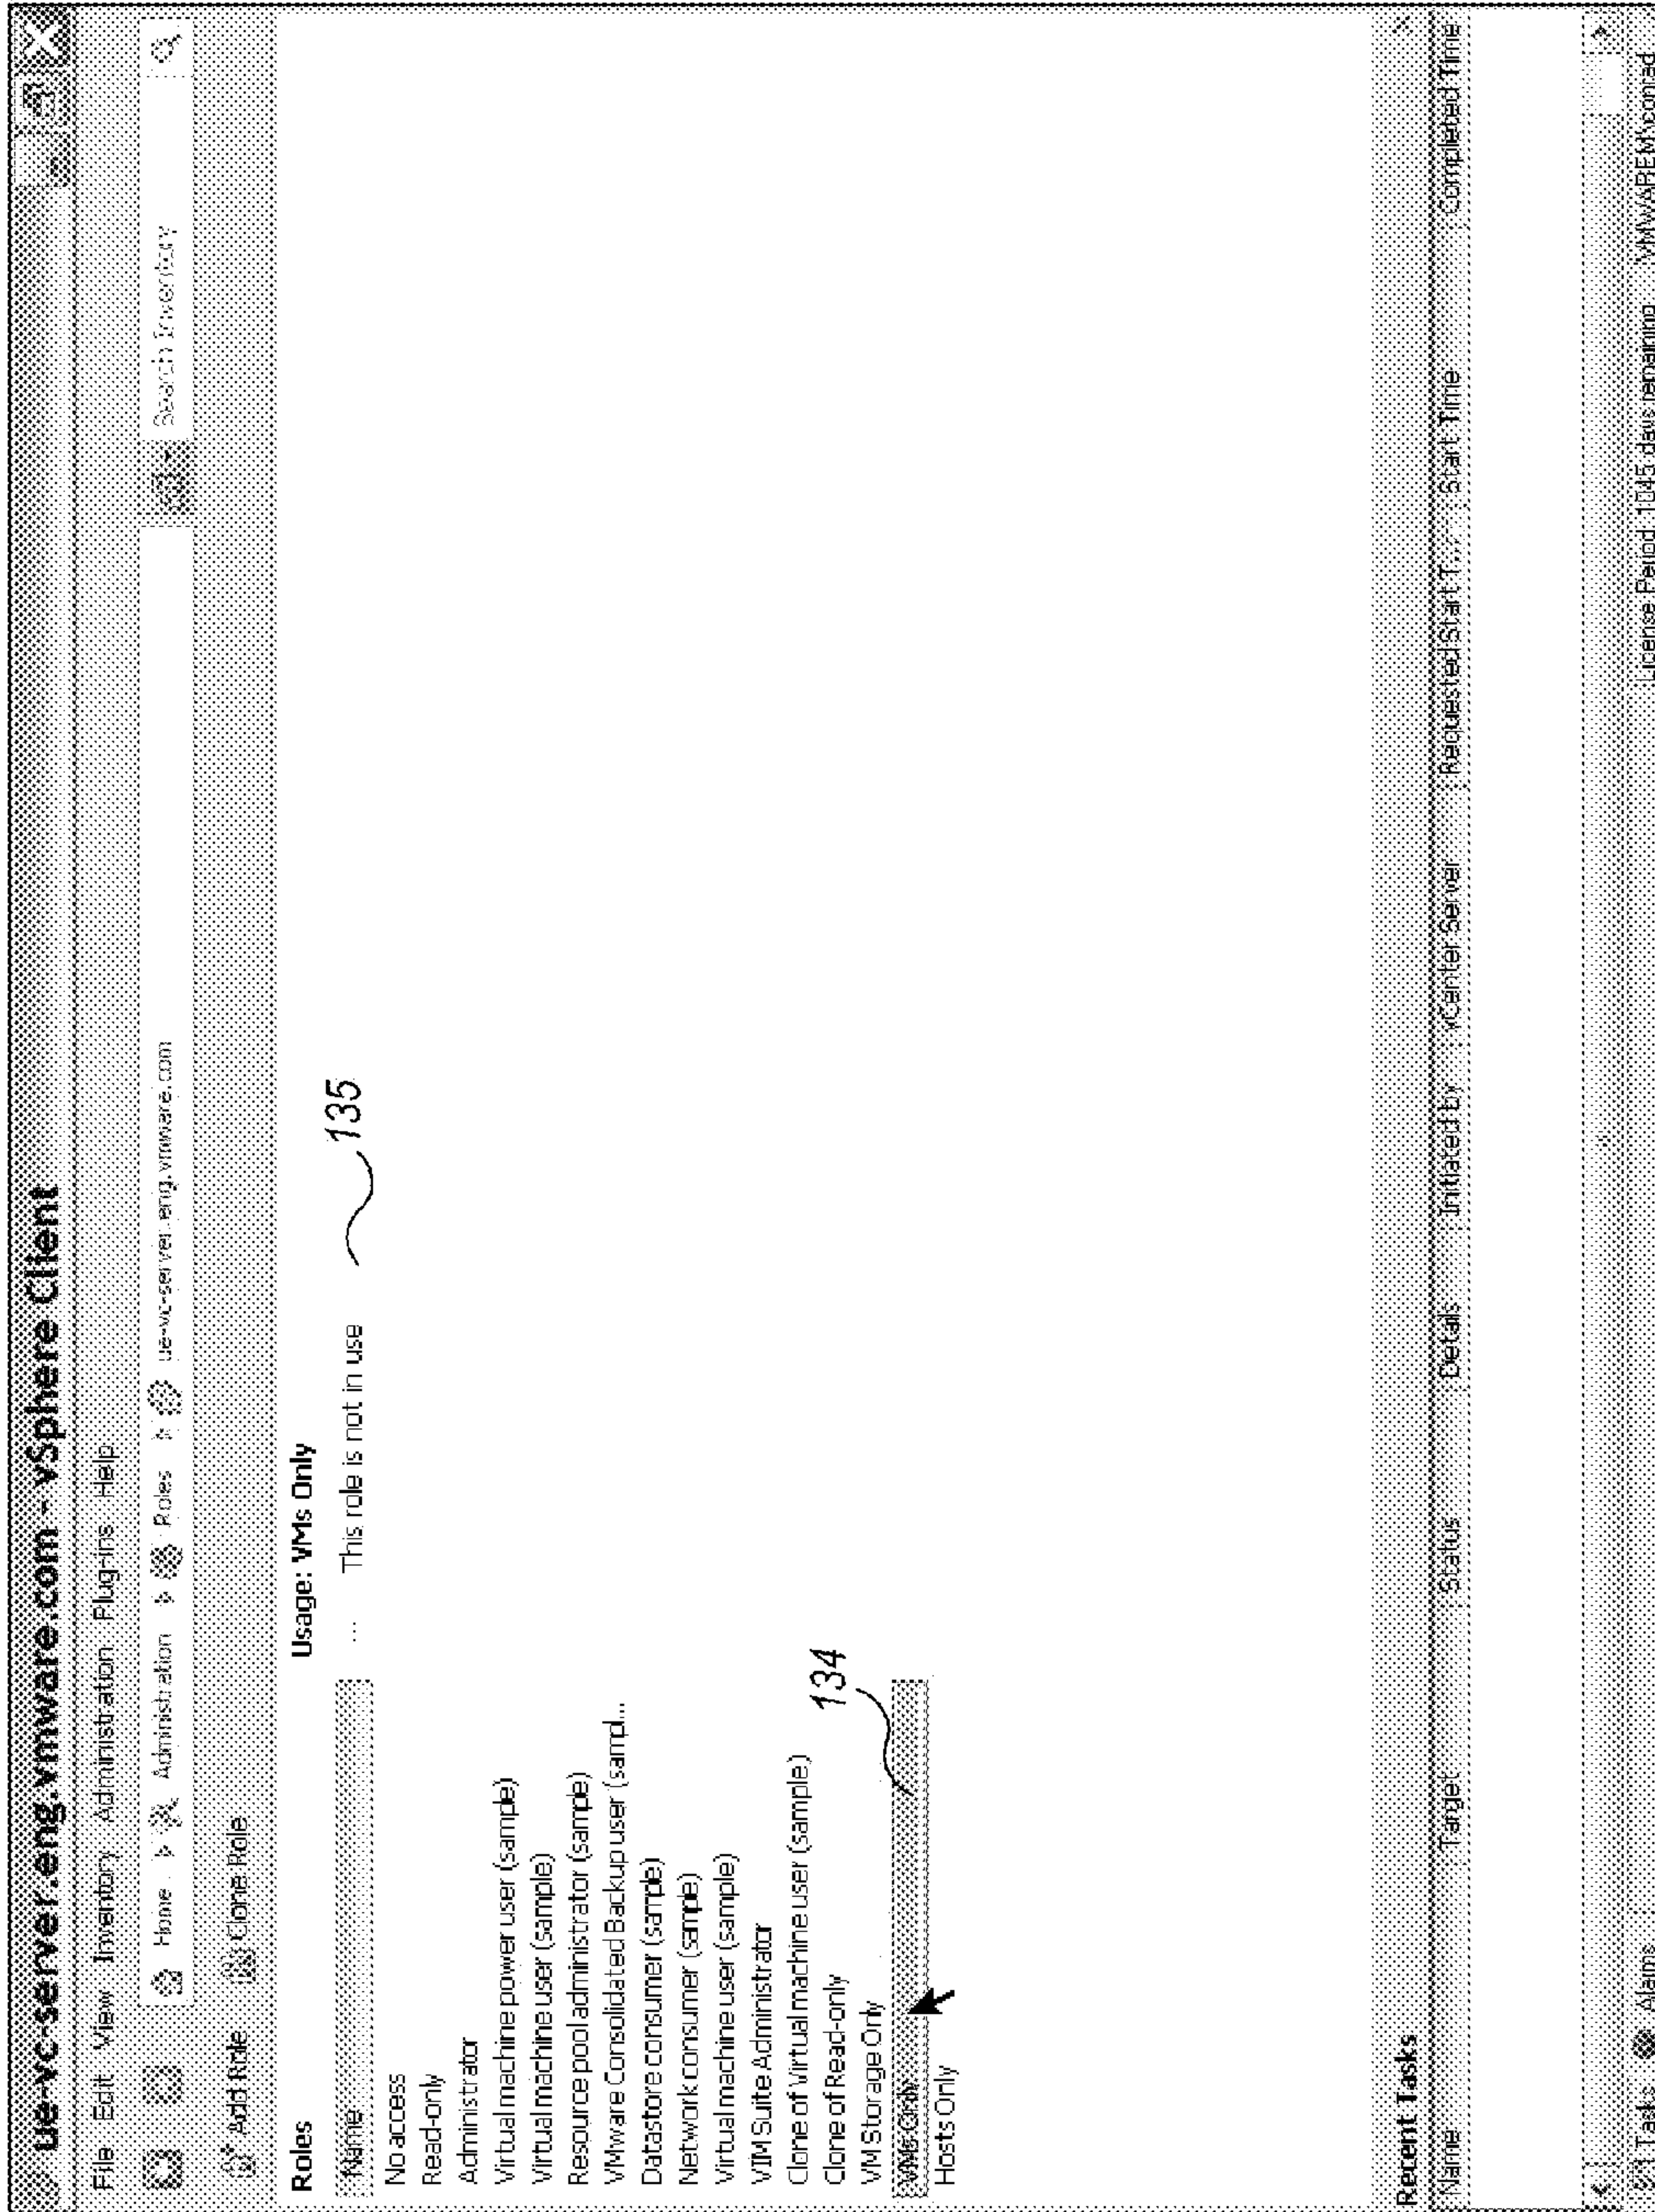 ue-vc-server.eng.vmware.com - vSphere Client
File Edit View Inventory Administration Plug-ins Help
Home Administration Roles ue-vc-server.eng.vmware.com Search Inventory
Add Role Clone Role
Roles Usage: VMs Only
Name ... This role is not in use 135
No access
Read-only
Administrator
Virtual machine power user (sample)
Virtual machine user (sample)
Resource pool administrator (sample)
VMware Consolidated Backup user (sampl...
Datastore consumer (sample)
Network consumer (sample)
Virtual machine user (sample)
VIM Suite Administrator
Clone of Virtual machine user (sample)
Clone of Read-only
VM Storage Only 134
VMs Only
Hosts Only
Recent Tasks
Name Target Status Details Initiated by vCenter Server Requested Start T... Start Time Completed Time
Tasks Alarms License Period: 1045 days remaining VMWAREM\conrad